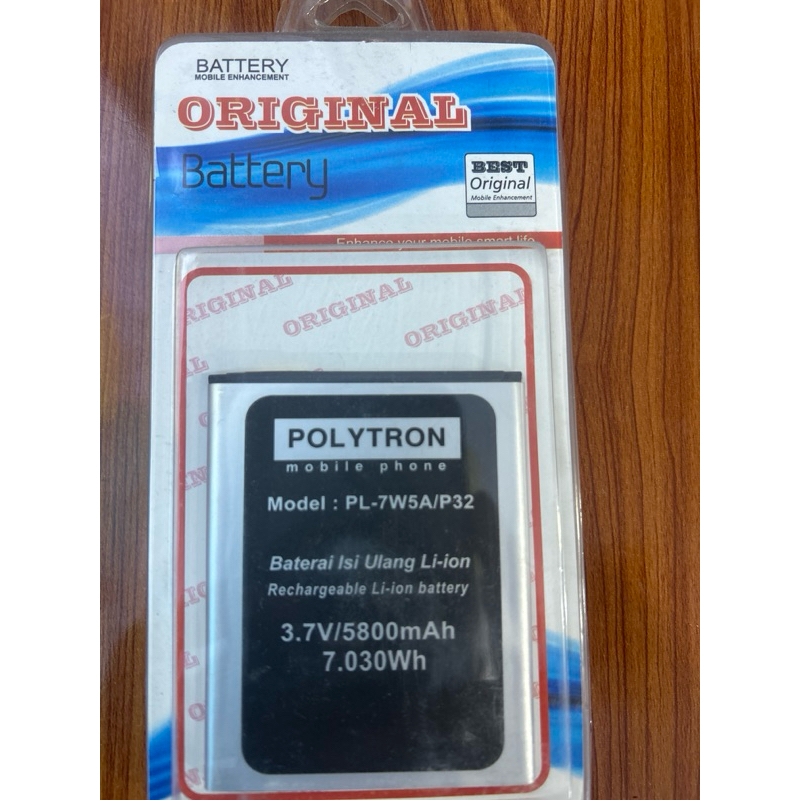 BATTERY
MOBILE ENHANCEMENT
ORIGINAL
Battery
BEST
Original
Mobile Enhancement
Enhance your mobile smart life
ORIGINAL
ORIGINAL
ORIGINAL
POLYTRON
mobile phone
Model : PL-7W5A/P32
Baterai Isi Ulang Li-ion
Rechargeable Li-ion battery
3.7V/5800mAh
7.030Wh